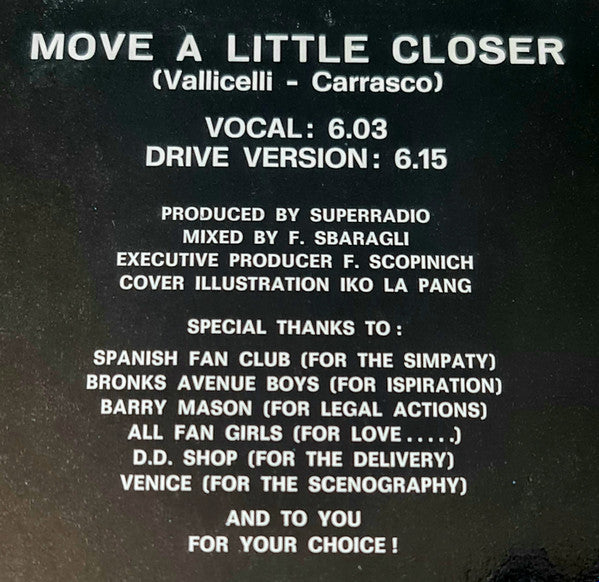 MOVE A LITTLE CLOSER
(Vallicelli - Carrasco)
VOCAL: 6.03
DRIVE VERSION: 6.15
PRODUCED BY SUPERRADIO
MIXED BY F. SBARAGLI
EXECUTIVE PRODUCER F. SCOPINICH
COVER ILLUSTRATION IKO LA PANG
SPECIAL THANKS TO:
SPANISH FAN CLUB (FOR THE SIMPATY)
BRONKS AVENUE BOYS (FOR ISPIRATION)
BARRY MASON (FOR LEGAL ACTIONS)
ALL FAN GIRLS (FOR LOVE.....)
D.D. SHOP (FOR THE DELIVERY)
VENICE (FOR THE SCENOGRAPHY)
AND TO YOU
FOR YOUR CHOICE!